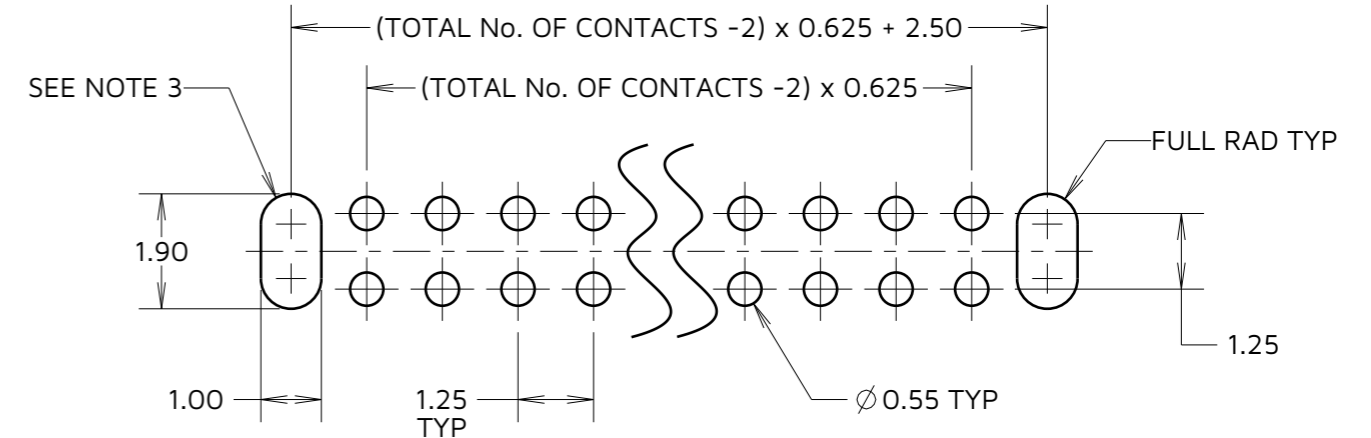 (TOTAL No. OF CONTACTS -2) x 0.625 + 2.50
SEE NOTE 3
(TOTAL No. OF CONTACTS -2) x 0.625
FULL RAD TYP
1.90
1.25
1.00
1.25
TYP
Ø 0.55 TYP